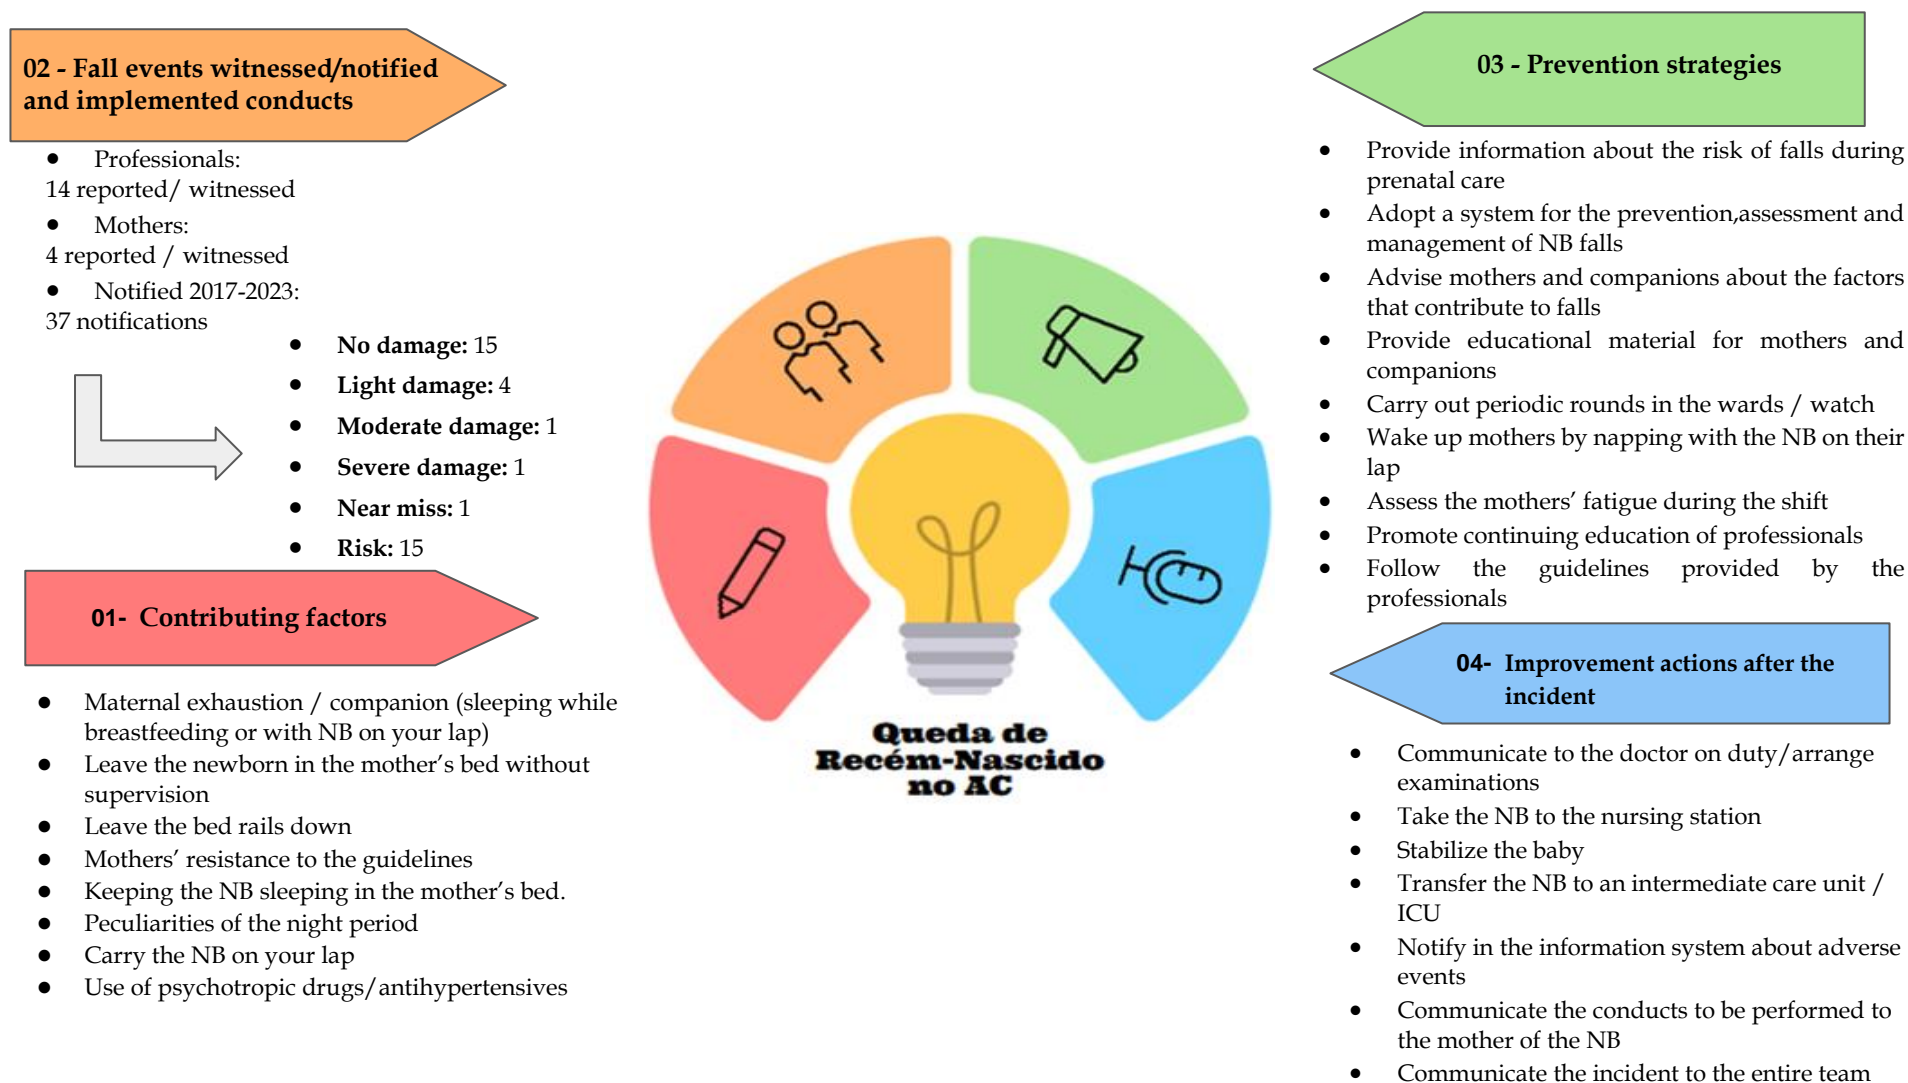 02 - Fall events witnessed/notified
and implemented conducts
● Professionals:
14 reported/ witnessed
● Mothers:
4 reported / witnessed
● Notified 2017-2023:
37 notifications
● No damage: 15
● Light damage: 4
● Moderate damage: 1
● Severe damage: 1
● Near miss: 1
● Risk: 15
01- Contributing factors
● Maternal exhaustion / companion (sleeping while
breastfeeding or with NB on your lap)
● Leave the newborn in the mother’s bed without
supervision
● Leave the bed rails down
● Mothers’ resistance to the guidelines
● Keeping the NB sleeping in the mother’s bed.
● Peculiarities of the night period
● Carry the NB on your lap
● Use of psychotropic drugs/antihypertensives
Queda de
Recém-Nascido
no AC
03 - Prevention strategies
● Provide information about the risk of falls during
prenatal care
● Adopt a system for the prevention,assessment and
management of NB falls
● Advise mothers and companions about the factors
that contribute to falls
● Provide educational material for mothers and
companions
● Carry out periodic rounds in the wards / watch
● Wake up mothers by napping with the NB on their
lap
● Assess the mothers’ fatigue during the shift
● Promote continuing education of professionals
● Follow the guidelines provided by the
professionals
04- Improvement actions after the
incident
● Communicate to the doctor on duty/arrange
examinations
● Take the NB to the nursing station
● Stabilize the baby
● Transfer the NB to an intermediate care unit /
ICU
● Notify in the information system about adverse
events
● Communicate the conducts to be performed to
the mother of the NB
● Communicate the incident to the entire team